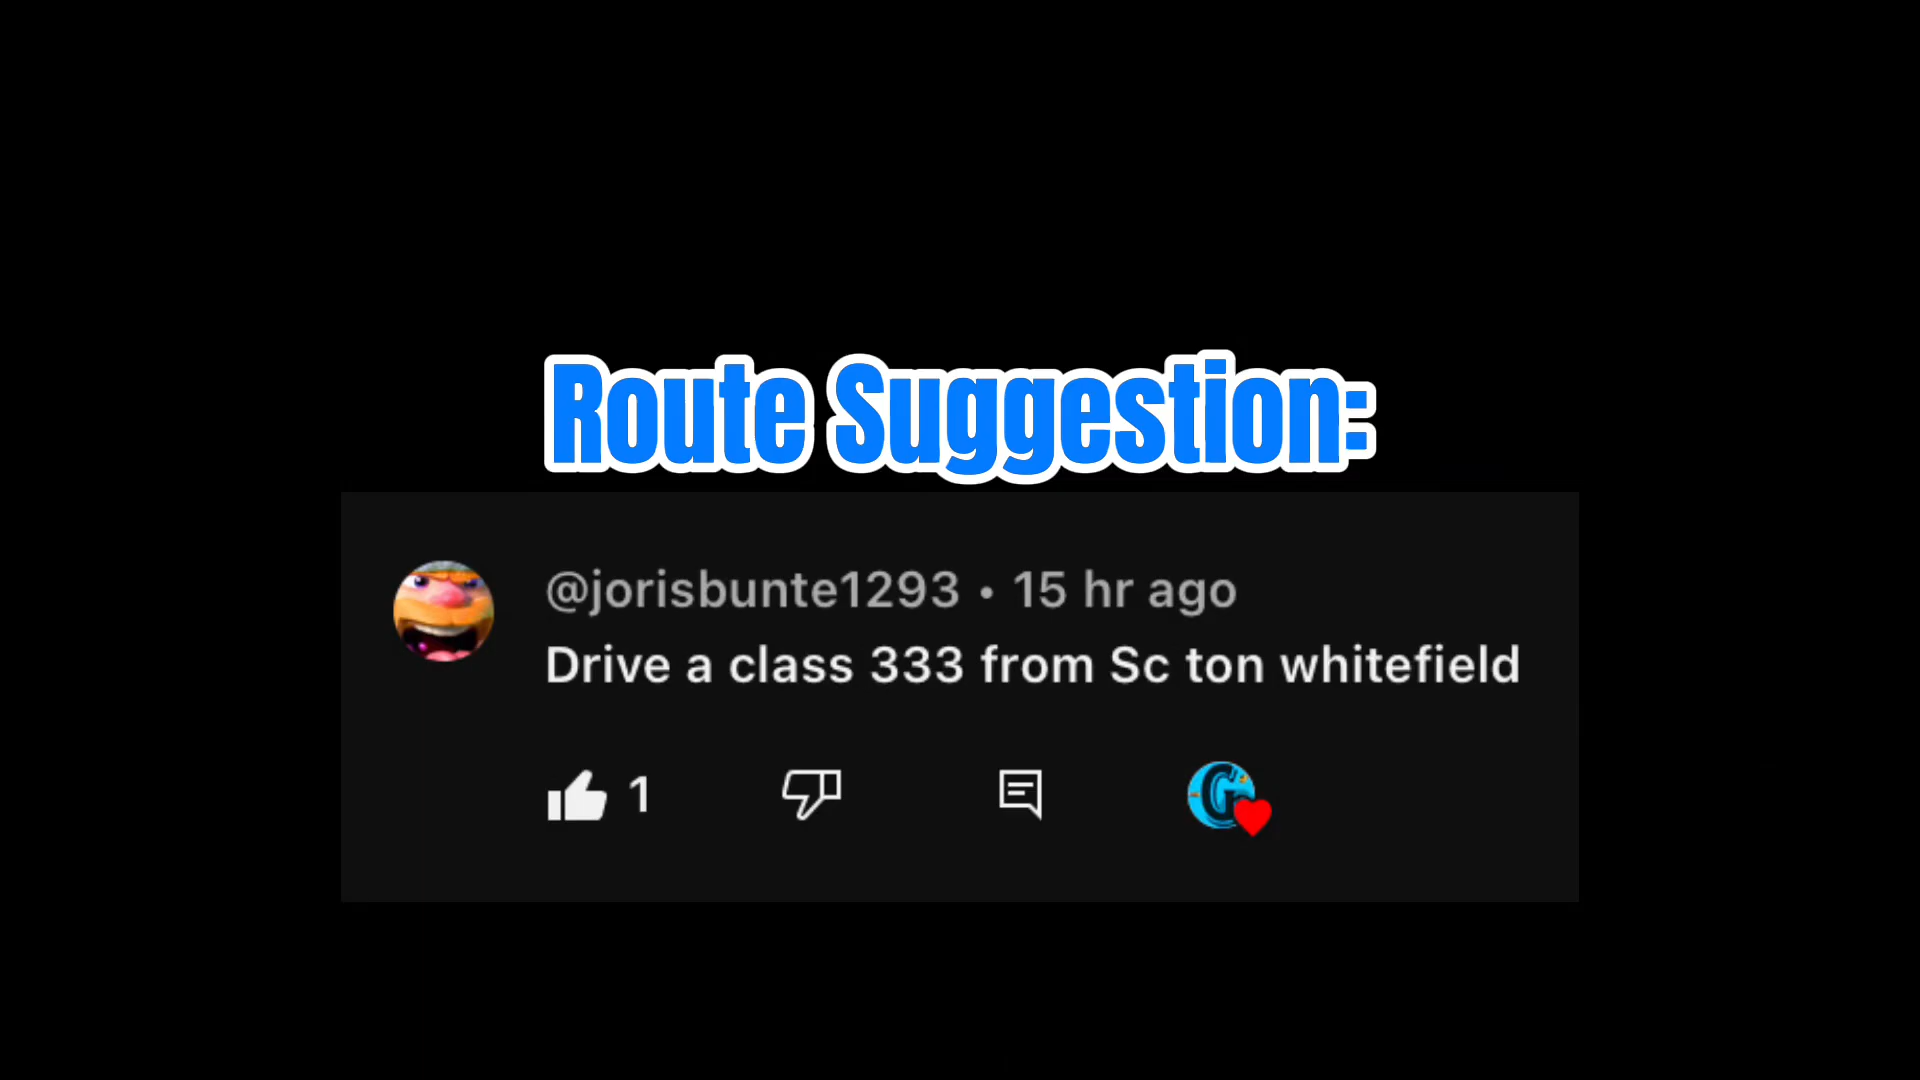 Route Suggestion:
@jorisbunte1293 • 15 hr ago
Drive a class 333 from Sc ton whitefield
1